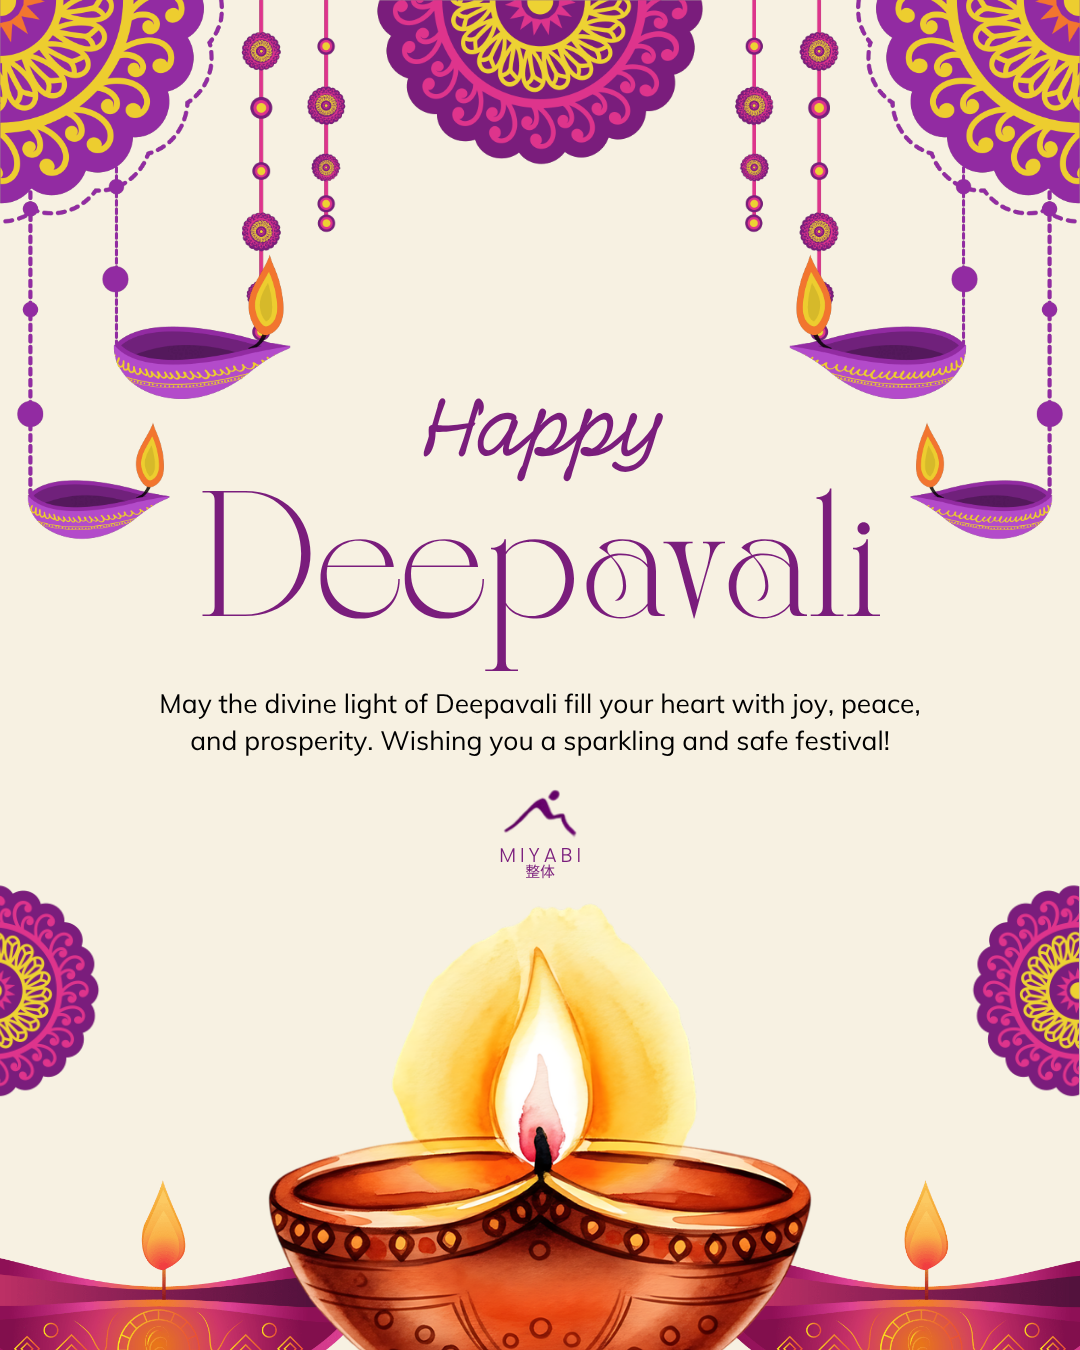 Happy
Deepavali
May the divine light of Deepavali fill your heart with joy, peace,
and prosperity. Wishing you a sparkling and safe festival!
MIYABI
整体